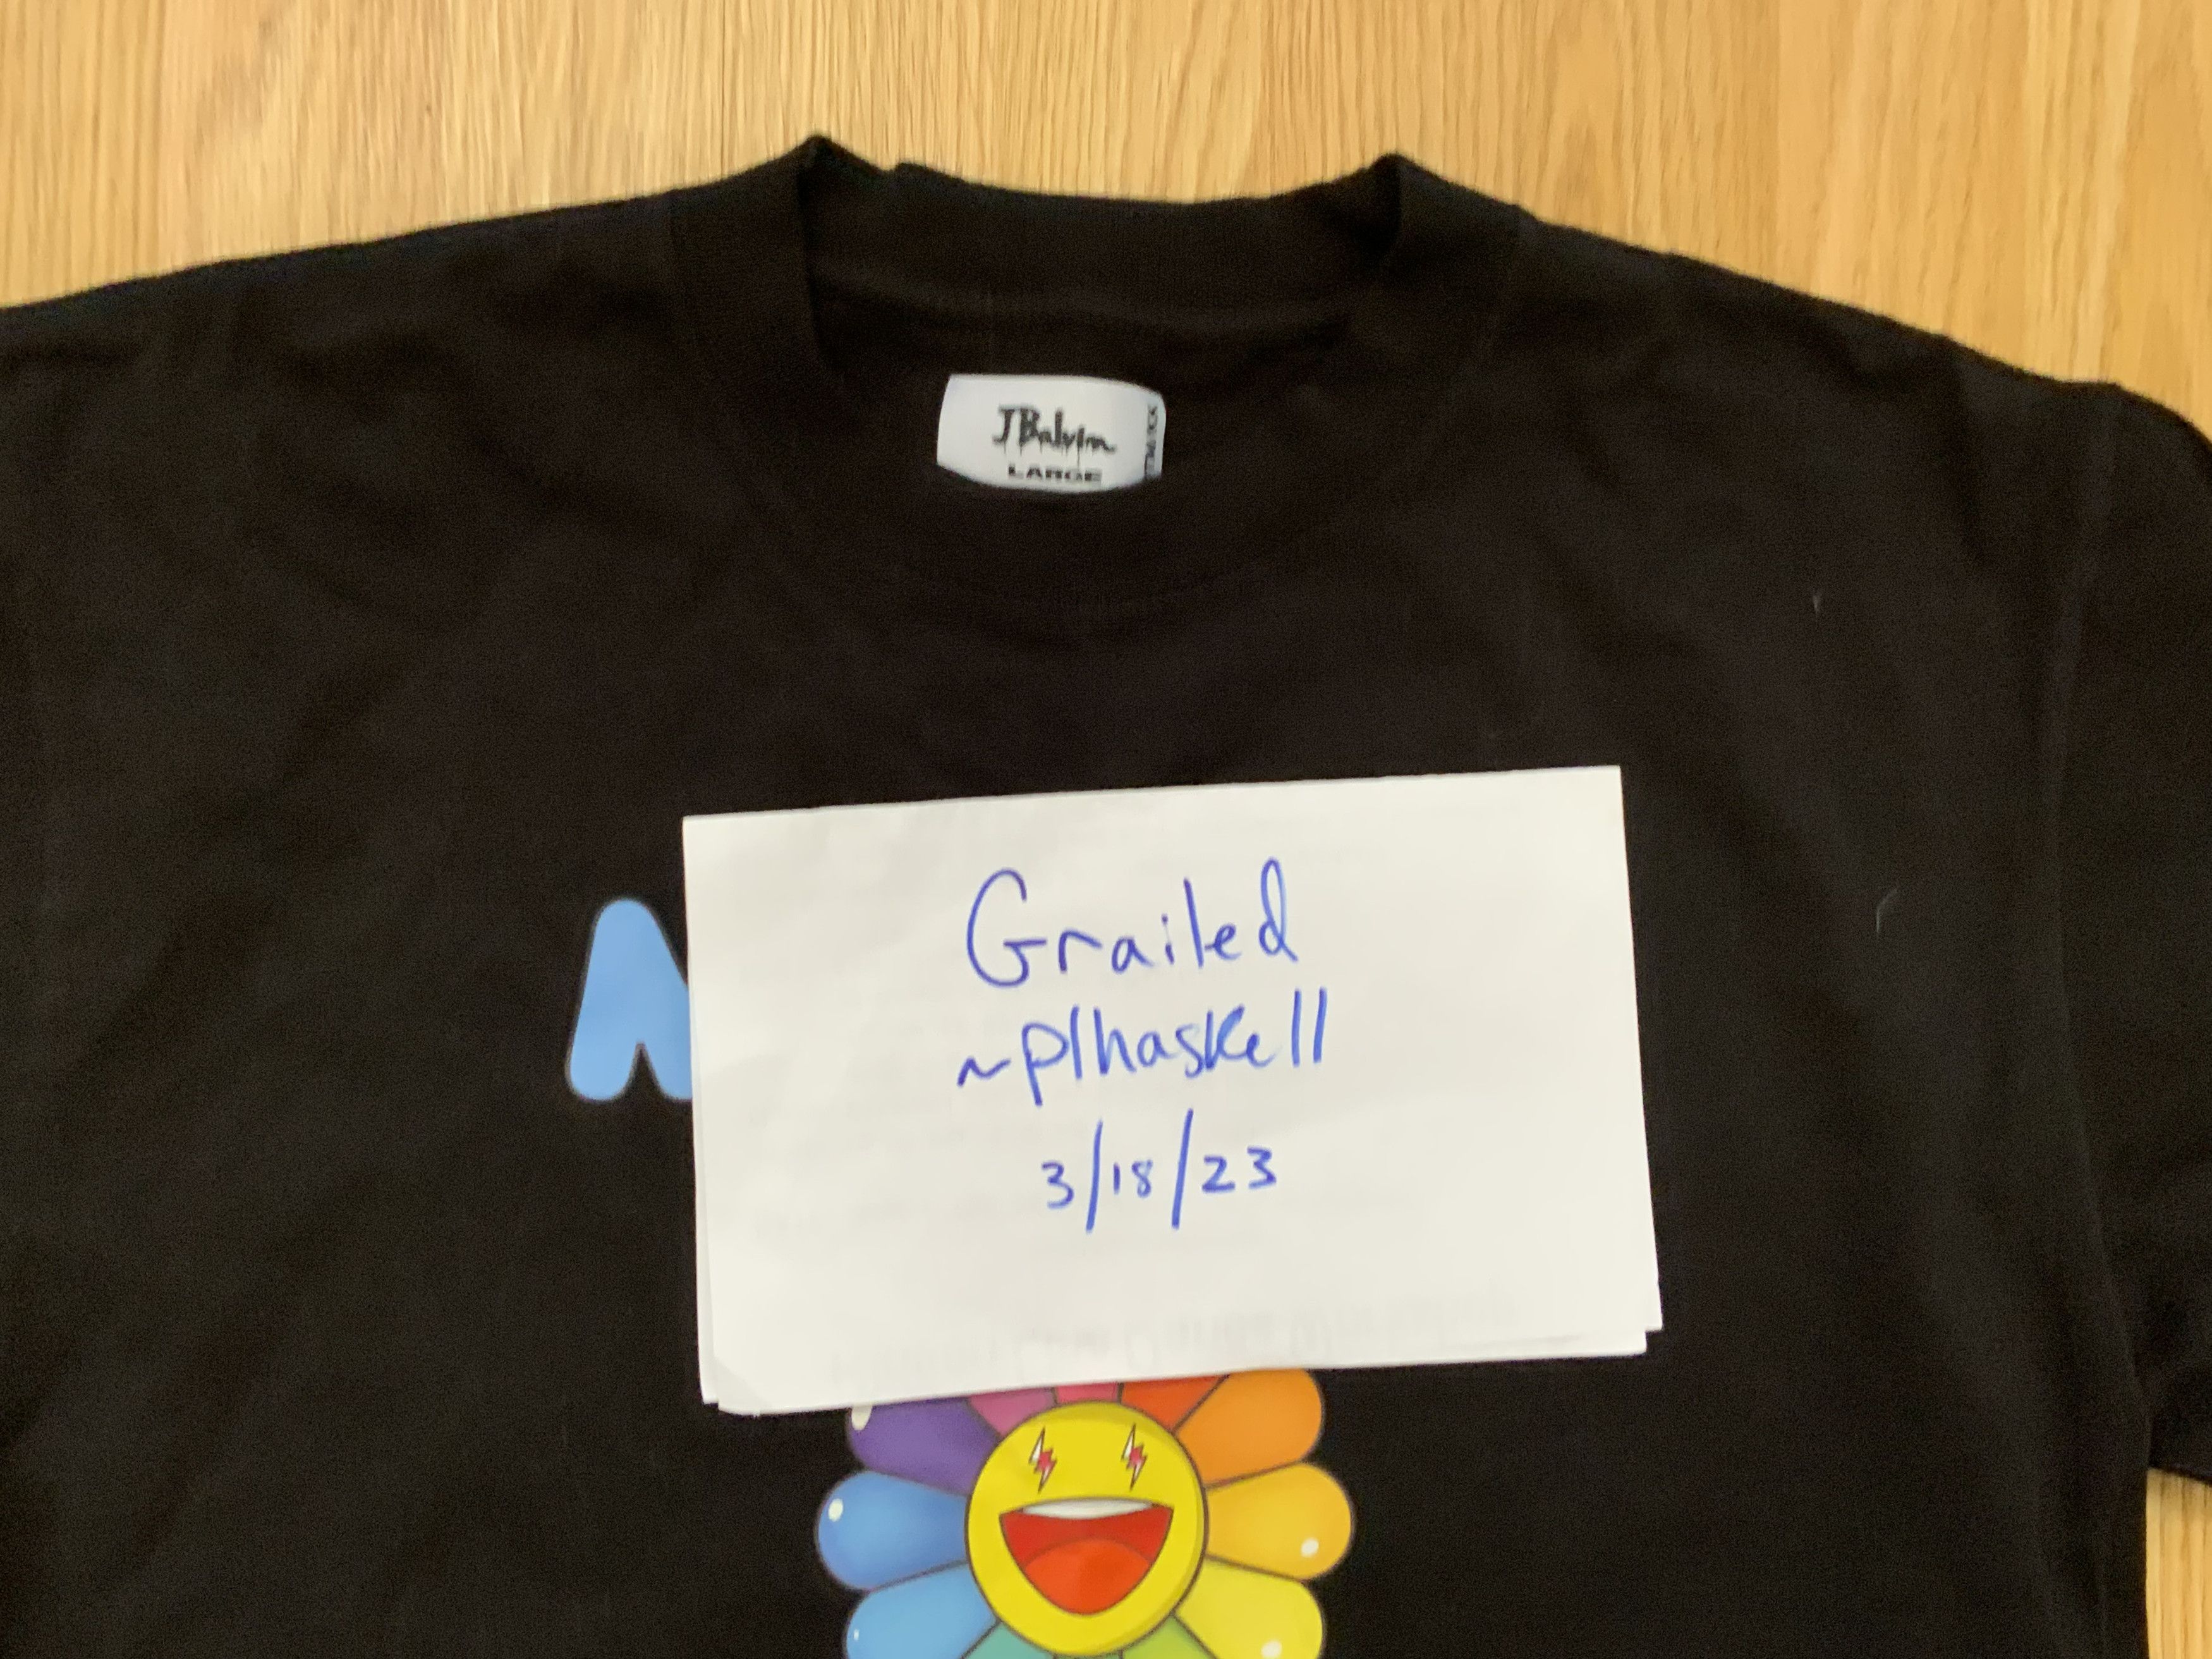 JBalvin
LARGE
Grailed
~plhaskell
3/18/23